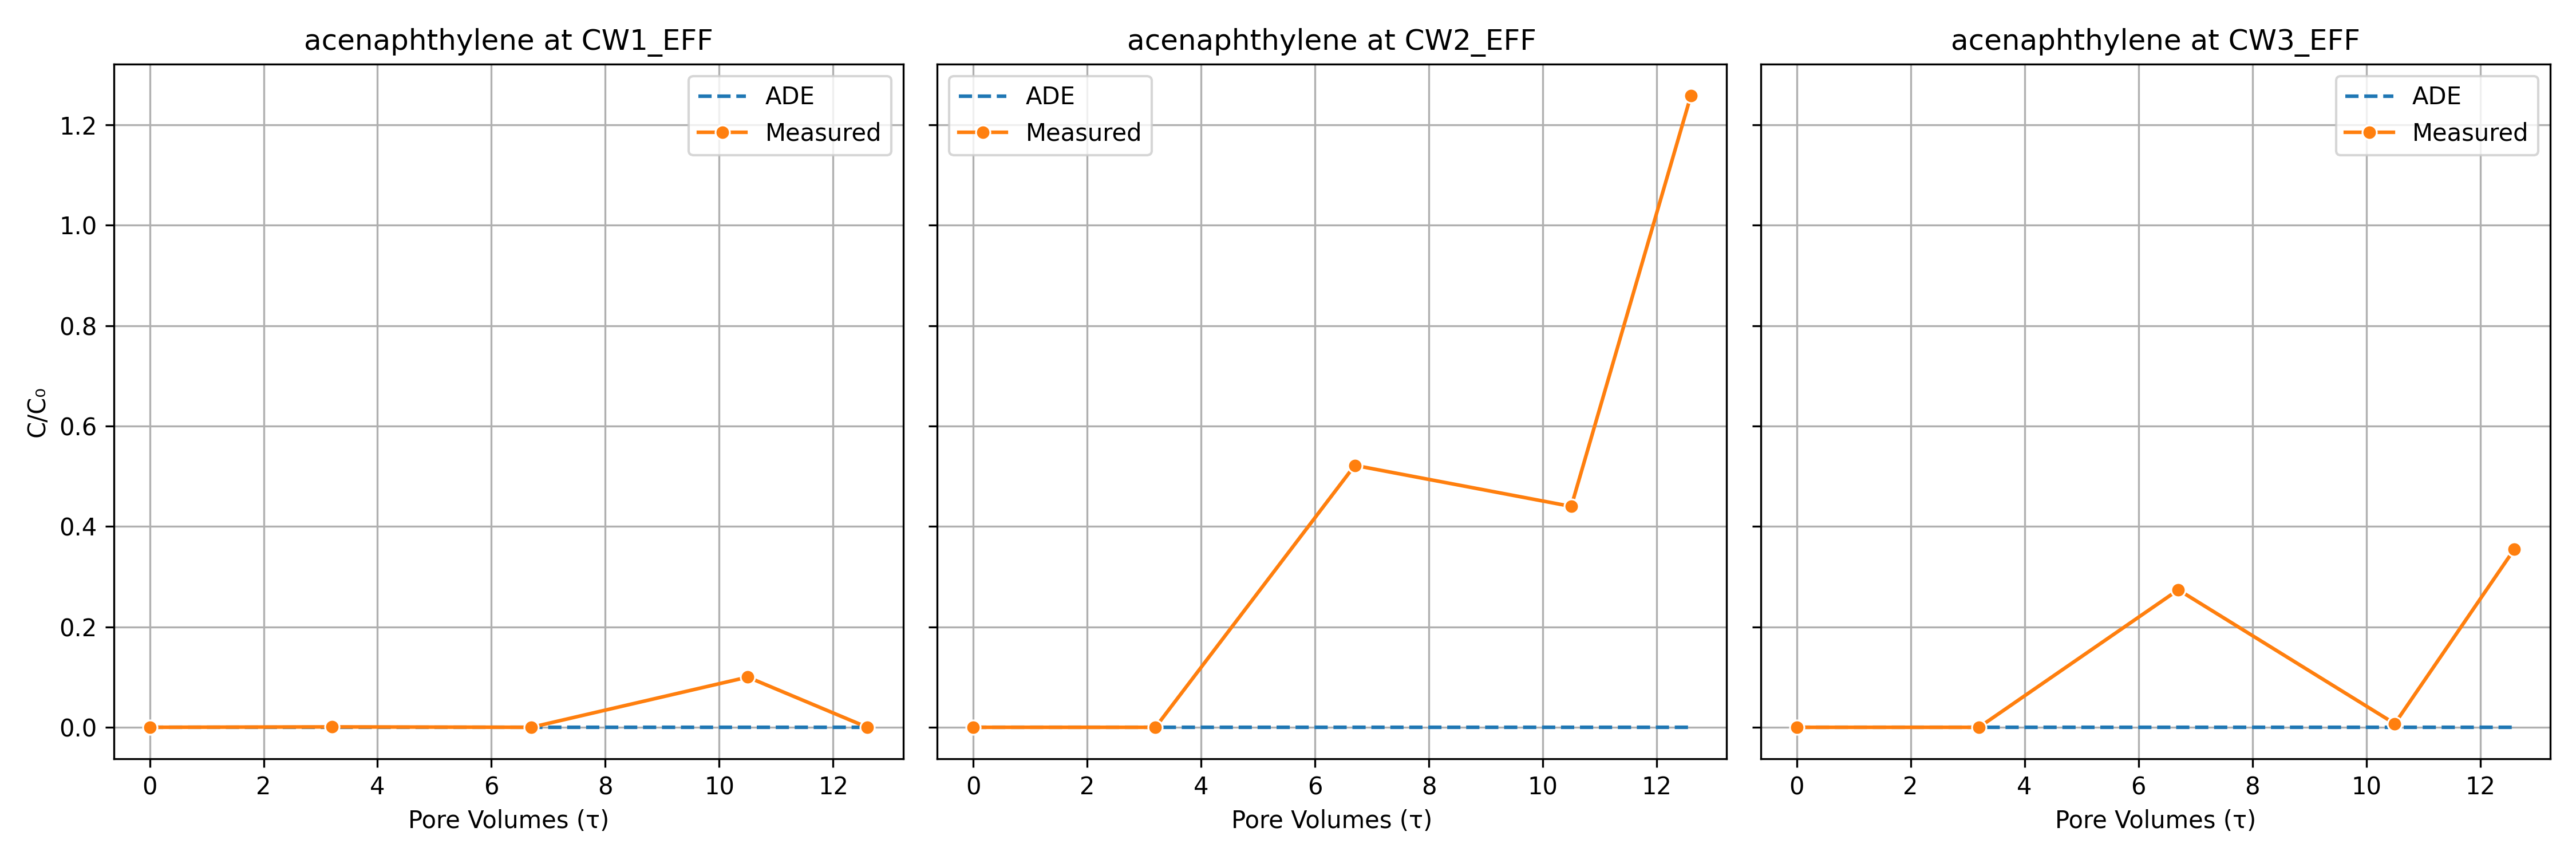 acenaphthylene at CW1_EFF
acenaphthylene at CW2_EFF
acenaphthylene at CW3_EFF
ADE
Measured
ADE
Measured
ADE
Measured
C/C₀
1.2
1.0
0.8
0.6
0.4
0.2
0.0
0 2 4 6 8 10 12
0 2 4 6 8 10 12
0 2 4 6 8 10 12
Pore Volumes (τ)
Pore Volumes (τ)
Pore Volumes (τ)